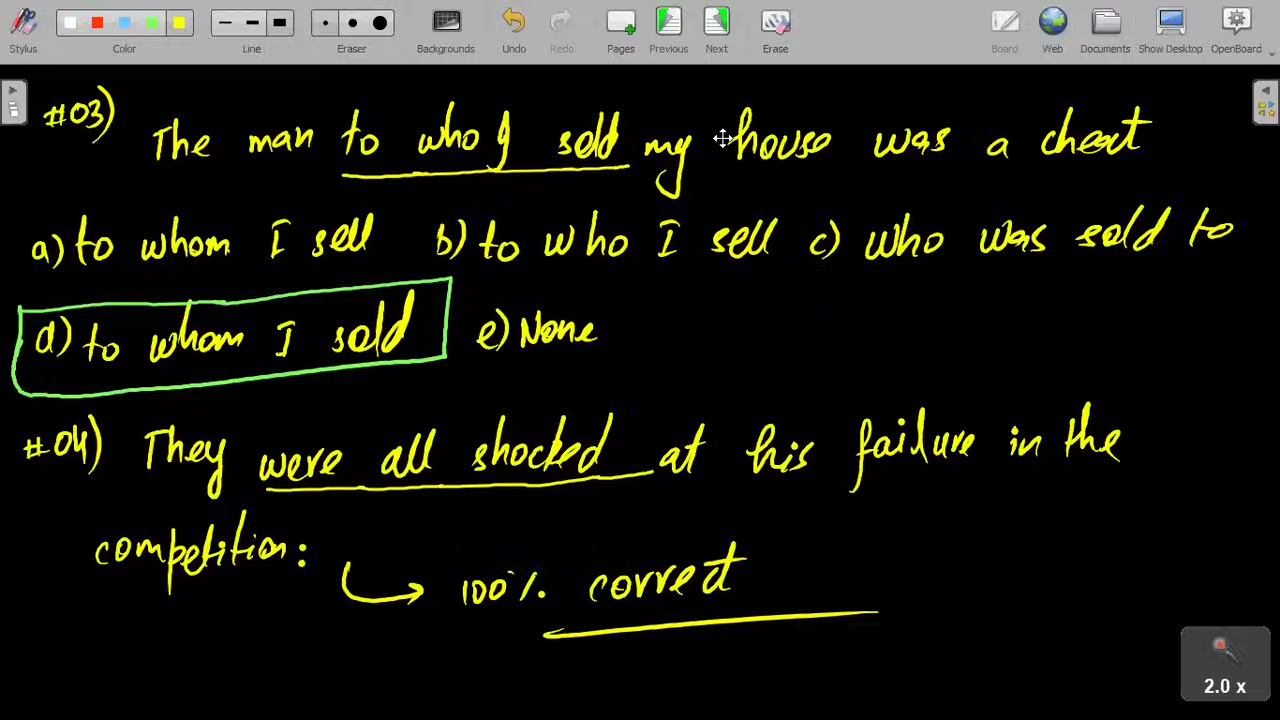 Stylus Color Line Eraser Backgrounds Undo Redo Pages Previous Next Erase Board Web Documents Show Desktop OpenBoard
#03) The man to who I sold my house was a cheat
a) to whom I sell b) to who I sell c) who was sold to
d) to whom I sold e) None
#04) They were all shocked at his failure in the
competition:
100% correct
2.0 x